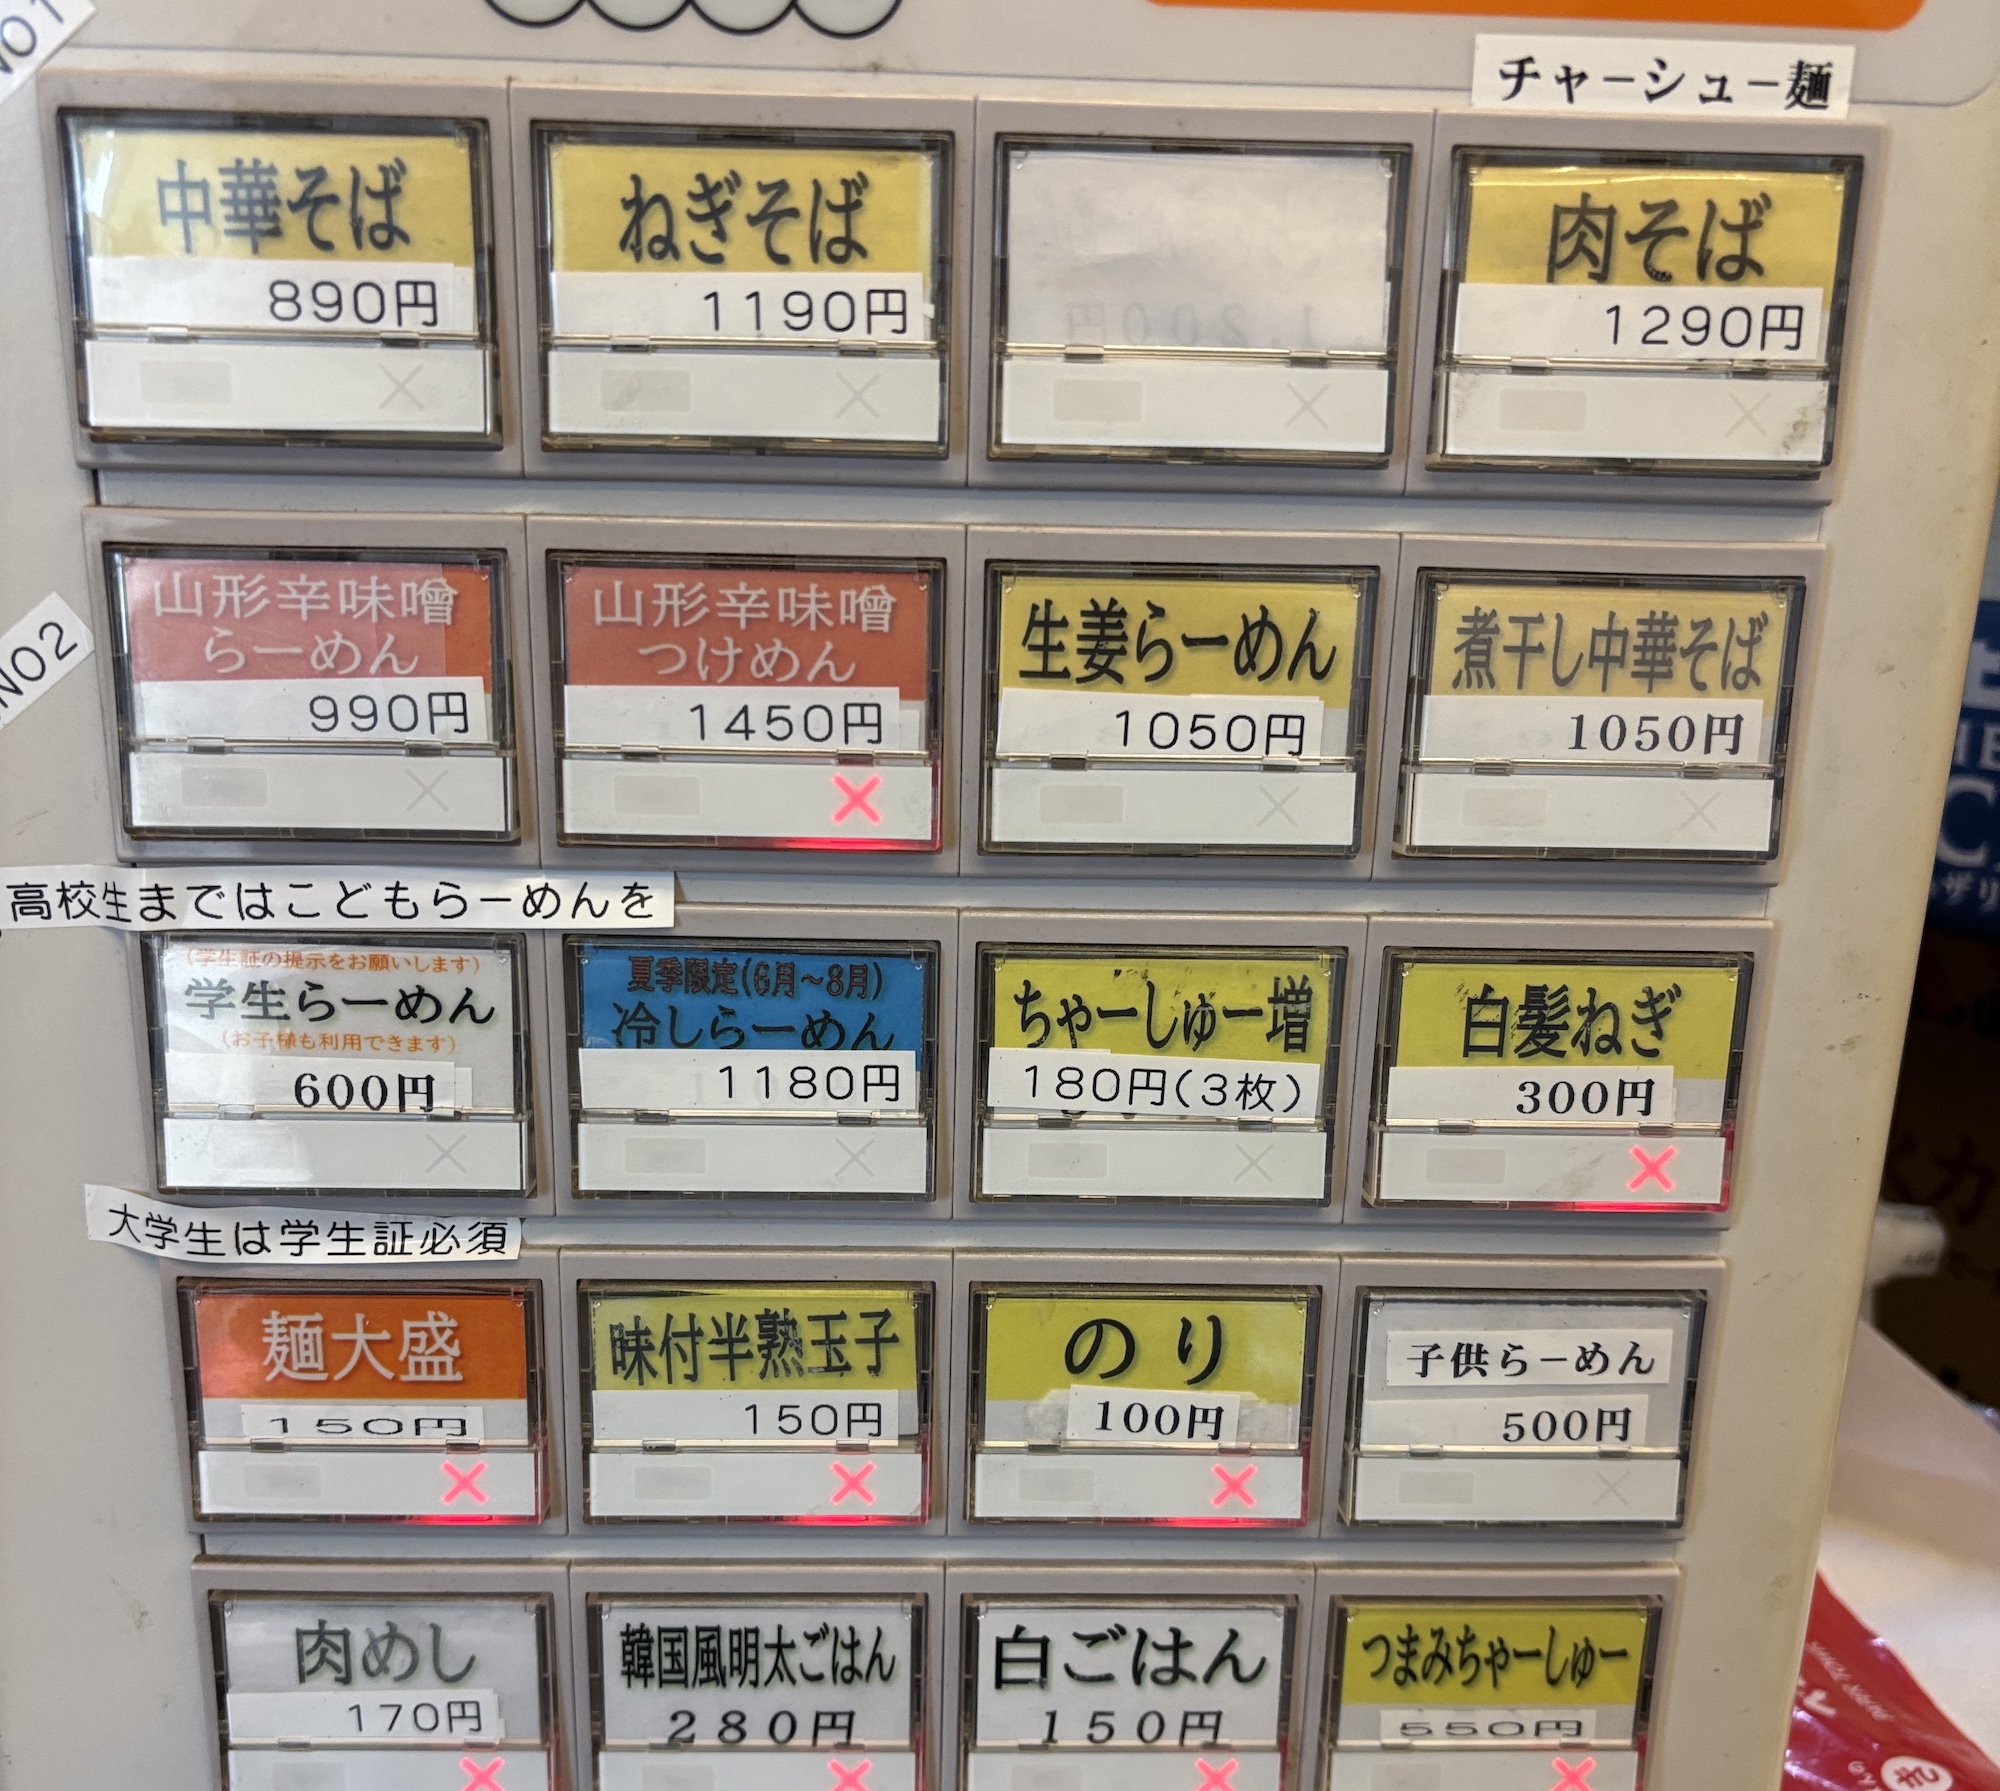 NO1
チャーシュー麺
中華そば
890円
ねぎそば
1190円
肉そば
1290円
NO2
山形辛味噌
らーめん
990円
山形辛味噌
つけめん
1450円
×
生姜らーめん
1050円
煮干し中華そば
1050円
高校生まではこどもらーめんを
(学生証の提示をお願いします)
学生らーめん
(お子様も利用できます)
600円
夏季限定(6月～8月)
冷しらーめん
1180円
ちゃーしゅー増
180円(3枚)
白髪ねぎ
300円
×
大学生は学生証必須
麺大盛
150円
×
味付半熟玉子
150円
×
のり
100円
×
子供らーめん
500円
肉めし
170円
×
韓国風明太ごはん
280円
×
白ごはん
150円
×
つまみちゃーしゅー
550円
×